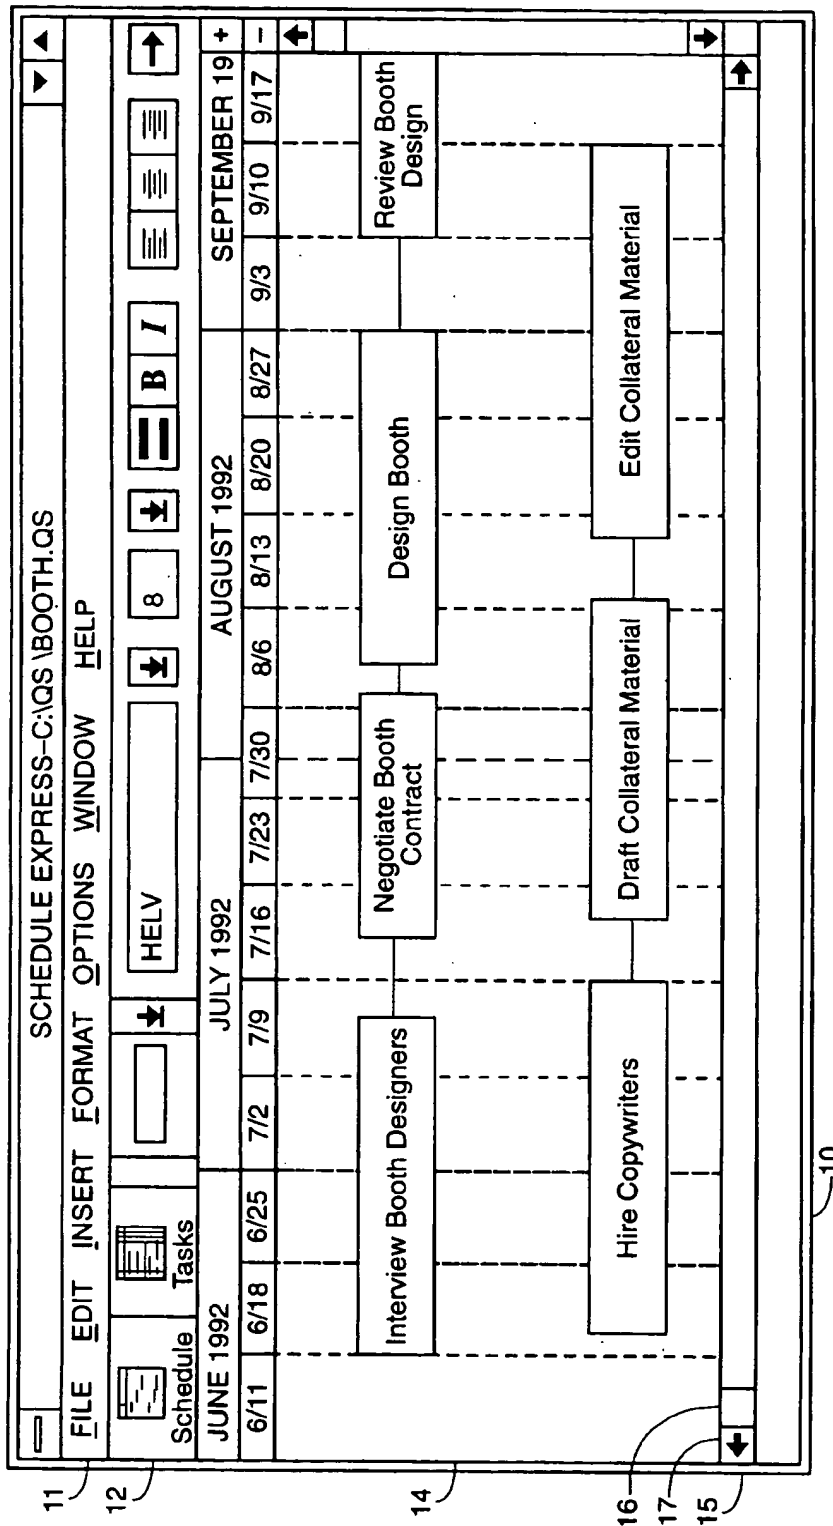 SCHEDULE EXPRESS–C:\QS \BOOTH.QS
FILE EDIT INSERT FORMAT OPTIONS WINDOW HELP
Schedule Tasks HELV 8 B I
JUNE 1992 JULY 1992 AUGUST 1992 SEPTEMBER 19 +
6/11 6/18 6/25 7/2 7/9 7/16 7/23 7/30 8/6 8/13 8/20 8/27 9/3 9/10 9/17 –
Interview Booth Designers
Negotiate Booth
Contract
Design Booth
Review Booth
Design
Hire Copywriters
Draft Collateral Material
Edit Collateral Material
11
12
14
16
17
15
10